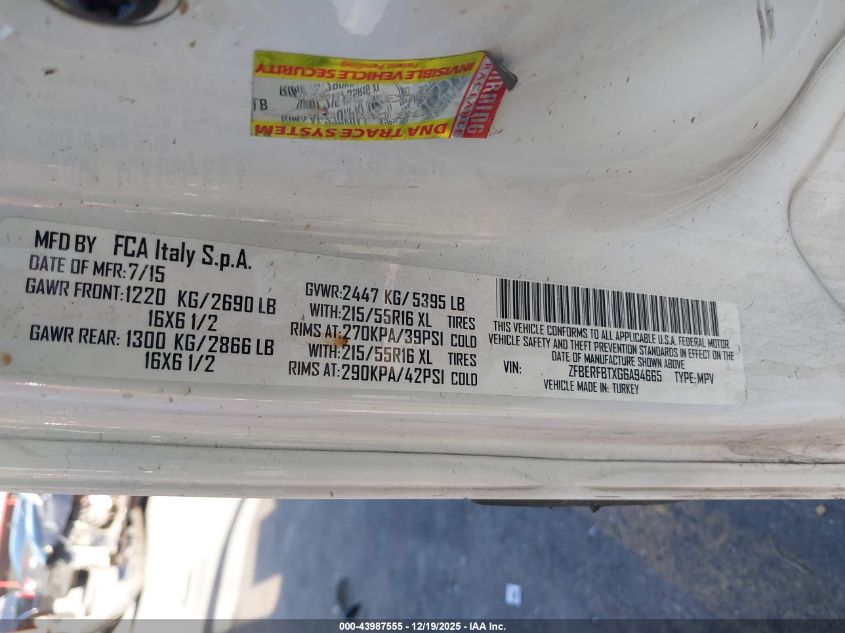 INVISIBLE VEHICLE SECURITY
Patent Pending
WARNING
DNA TRACE SYSTEM
MFD BY FCA Italy S.p.A.
DATE OF MFR:7/15
GAWR FRONT:1220 KG/2690 LB
16X6 1/2
GAWR REAR:1300 KG/2866 LB
16X6 1/2
GVWR:2447 KG/5395 LB
WITH:215/55R16 XL TIRES
RIMS AT:270KPA/39PSI COLD
WITH:215/55R16 XL TIRES
RIMS AT:290KPA/42PSI COLD
THIS VEHICLE CONFORMS TO ALL APPLICABLE U.S.A. FEDERAL MOTOR
VEHICLE SAFETY AND THEFT PREVENTION STANDARDS IN EFFECT ON THE
DATE OF MANUFACTURE SHOWN ABOVE
VIN: ZFBERFBTXG6A94665 TYPE:MPV
VEHICLE MADE IN: TURKEY
000-43987555 - 12/19/2025 - IAA Inc.